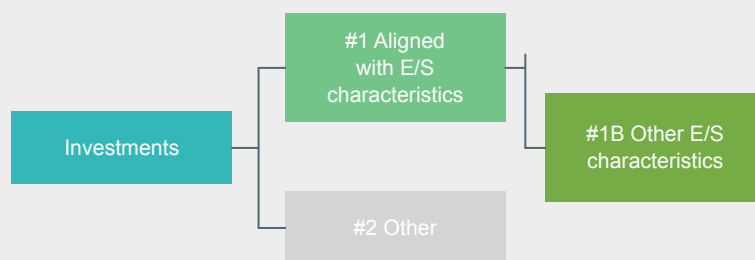 #1 Aligned
with E/S
characteristics
Investments
#1B Other E/S
characteristics
#2 Other